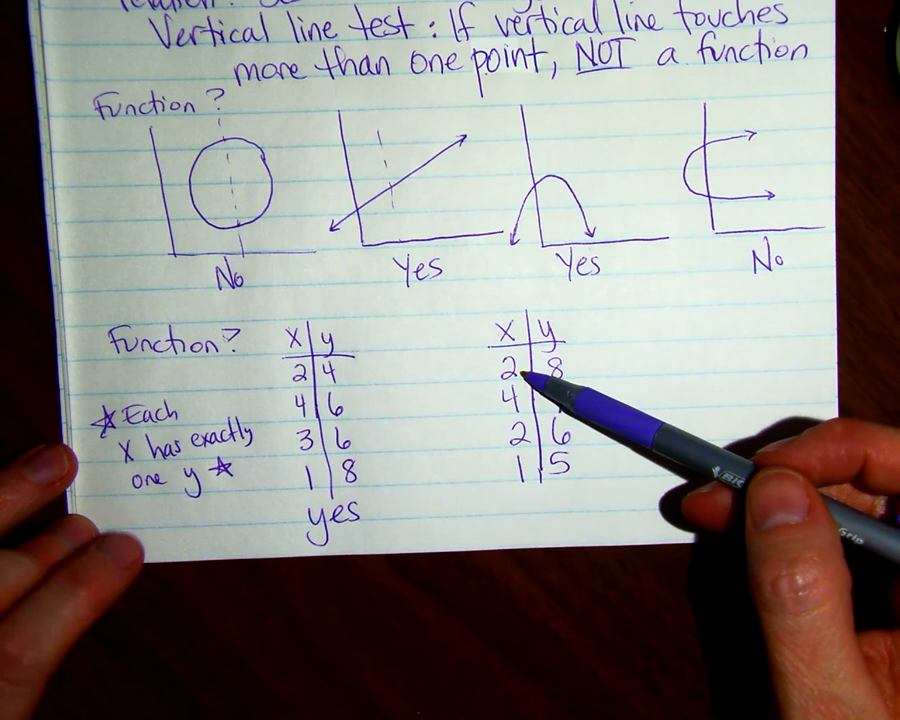 Vertical line test: If vertical line touches
more than one point, NOT a function
Function?
No Yes Yes No
Function? x y x y
2 4 2 8
☆ Each 4 6 4
x has exactly 3 6 2 6
one y ☆ 1 8 1 5
yes
BIC
Grip